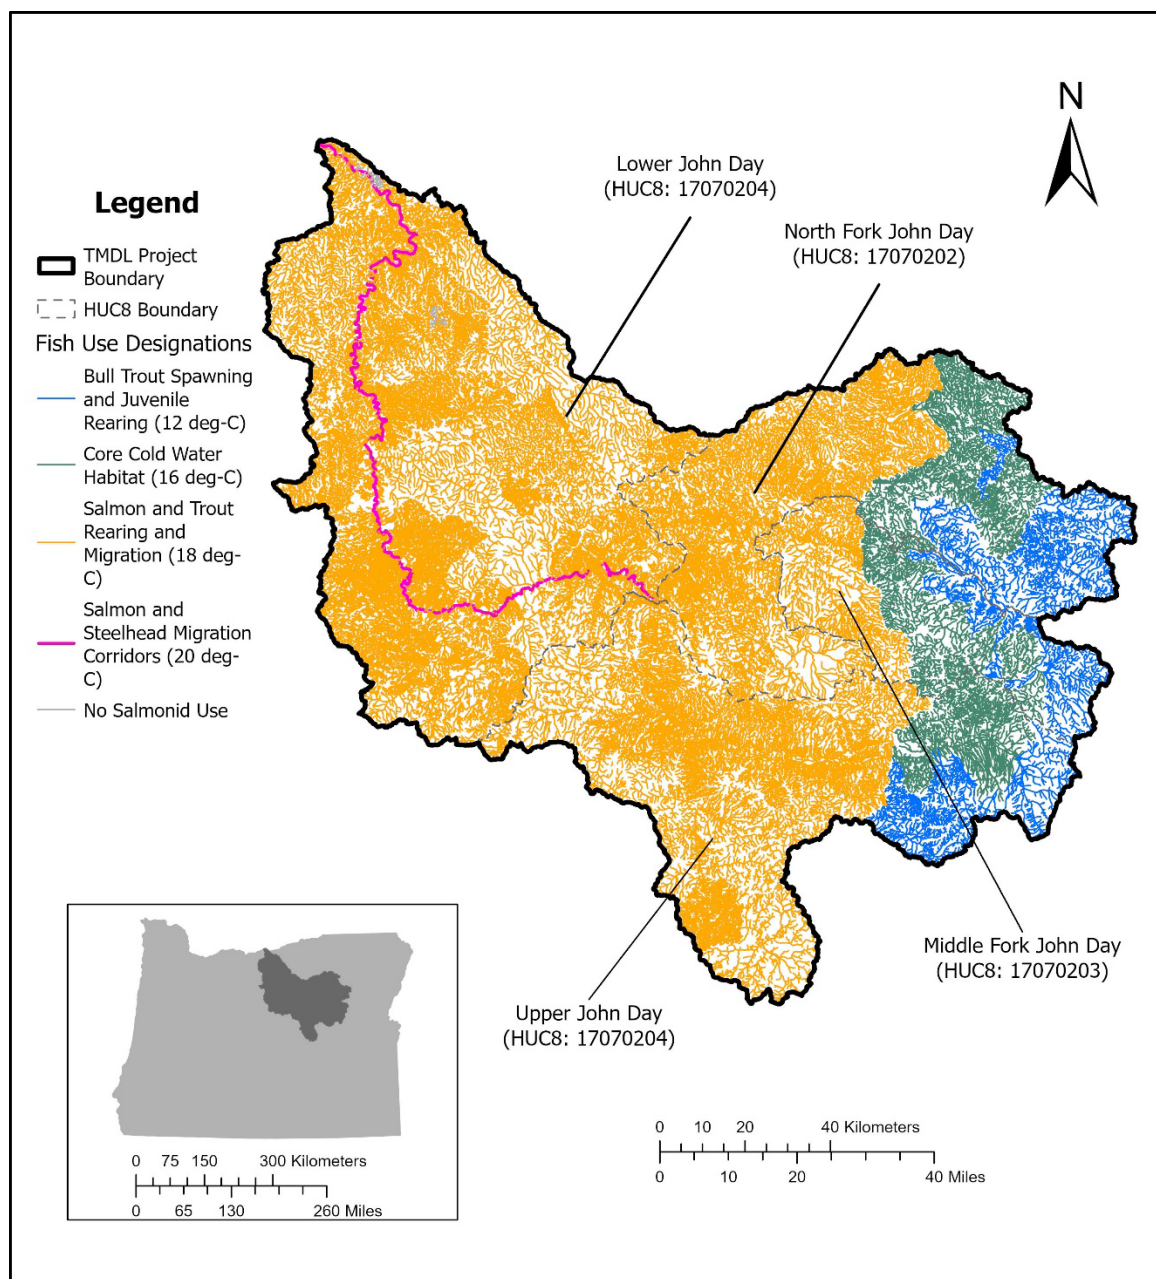 N
Lower John Day
(HUC8: 17070204)
North Fork John Day
(HUC8: 17070202)
Legend
TMDL Project
Boundary
HUC8 Boundary
Fish Use Designations
Bull Trout Spawning
and Juvenile
Rearing (12 deg-C)
Core Cold Water
Habitat (16 deg-C)
Salmon and Trout
Rearing and
Migration (18 deg-
C)
Salmon and
Steelhead Migration
Corridors (20 deg-
C)
No Salmonid Use
Middle Fork John Day
(HUC8: 17070203)
Upper John Day
(HUC8: 17070204)
0 75 150 300 Kilometers
0 65 130 260 Miles
0 10 20 40 Kilometers
0 10 20 40 Miles